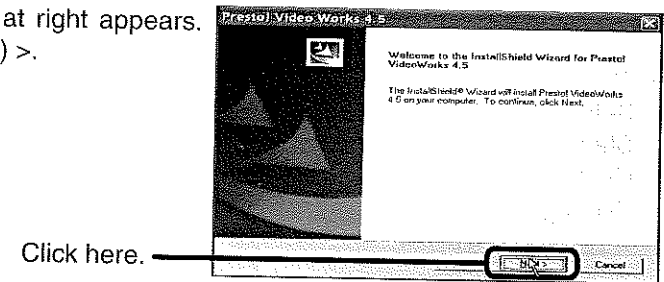 at right appears.
) >.
Presto! Video Works 4.5
Welcome to the InstallShield Wizard for Presto!
VideoWorks 4.5
The InstallShield® Wizard will install Presto! VideoWorks
4.5 on your computer. To continue, click Next.
Click here.
Next >
Cancel